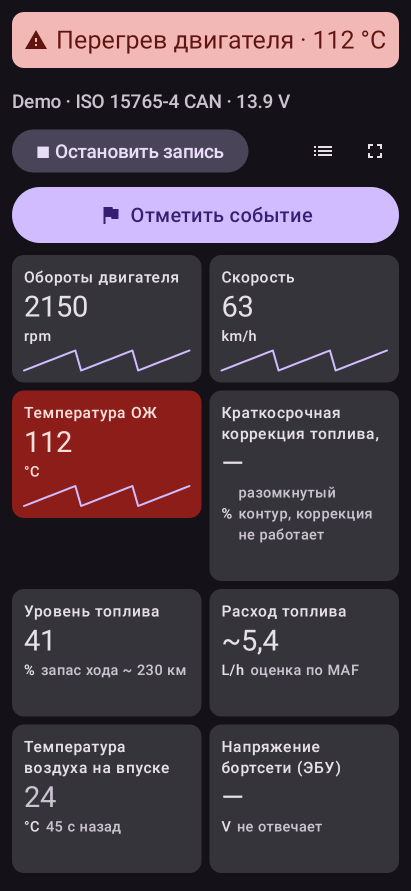 Перегрев двигателя · 112 °C
Demo · ISO 15765-4 CAN · 13.9 V
Остановить запись
Отметить событие
Обороты двигателя
2150
rpm
Скорость
63
km/h
Температура ОЖ
112
°C
Краткосрочная
коррекция топлива,
—
% разомкнутый
контур, коррекция
не работает
Уровень топлива
41
% запас хода ~ 230 км
Расход топлива
~5,4
L/h оценка по MAF
Температура
воздуха на впуске
24
°C 45 с назад
Напряжение
бортсети (ЭБУ)
—
V не отвечает